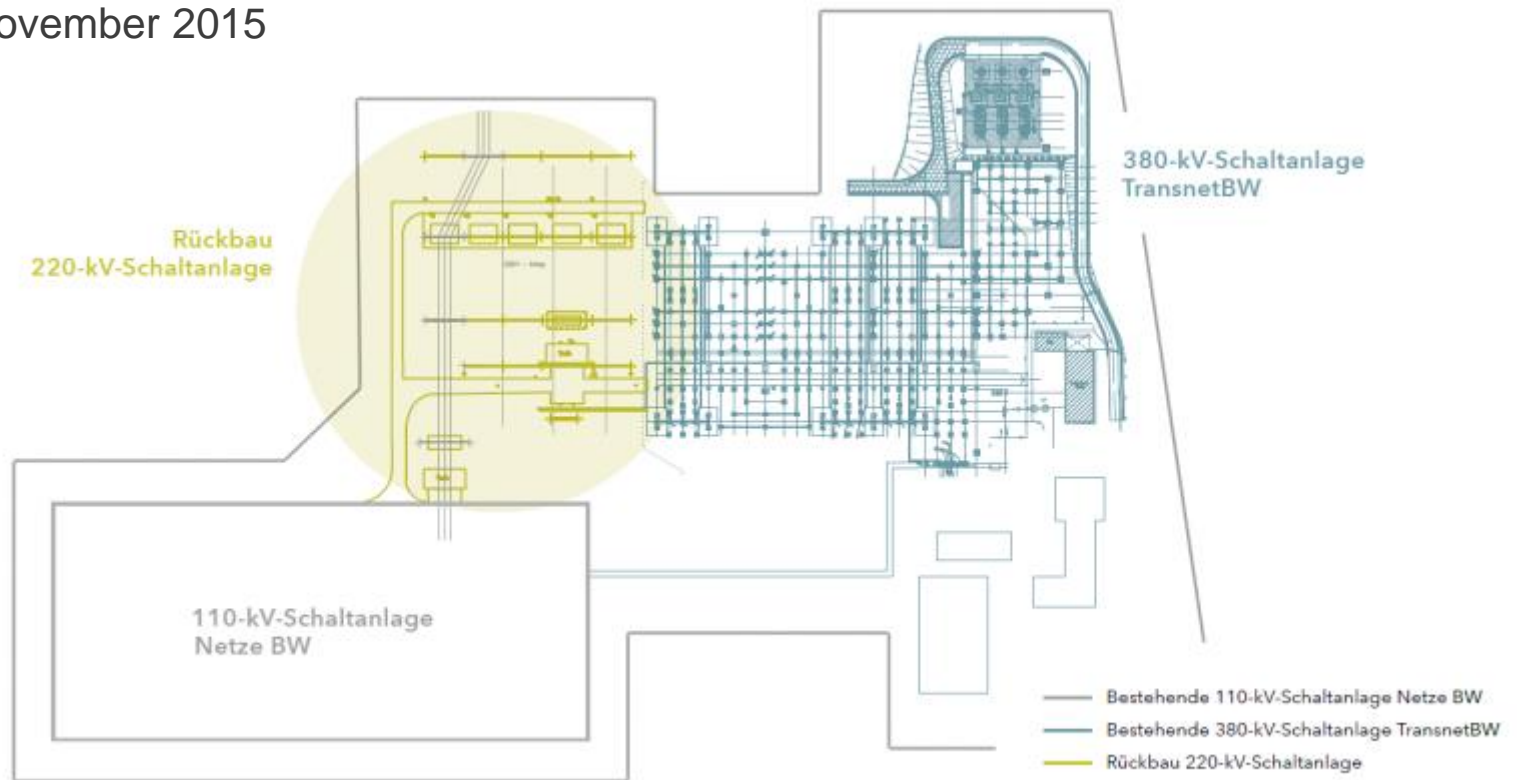 ovember 2015
380-kV-Schaltanlage
TransnetBW
Rückbau
220-kV-Schaltanlage
110-kV-Schaltanlage
Netze BW
Bestehende 110-kV-Schaltanlage Netze BW
Bestehende 380-kV-Schaltanlage TransnetBW
Rückbau 220-kV-Schaltanlage